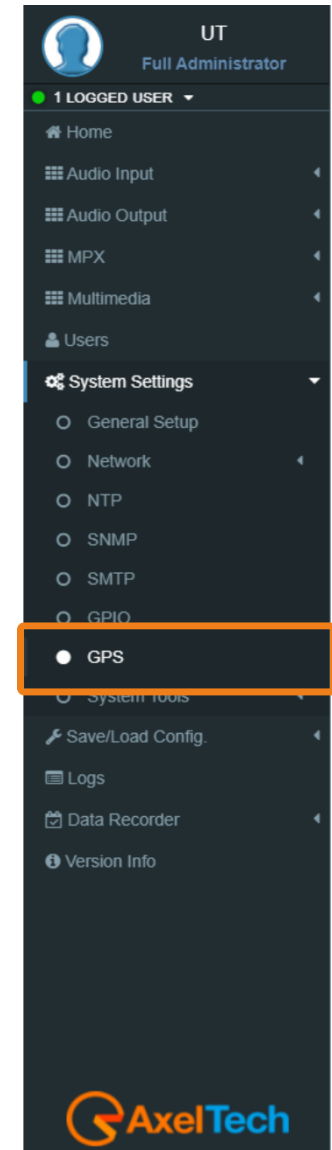 UT
Full Administrator
1 LOGGED USER
Home
Audio Input
Audio Output
MPX
Multimedia
Users
System Settings
General Setup
Network
NTP
SNMP
SMTP
GPIO
GPS
System Tools
Save/Load Config.
Logs
Data Recorder
Version Info
AxelTech